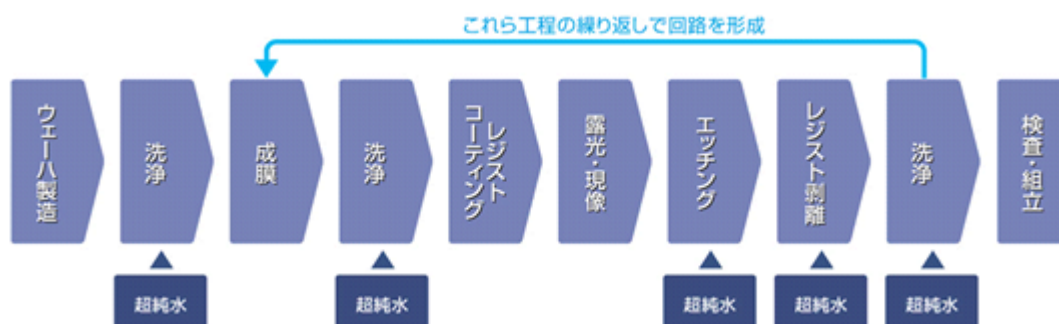 これら工程の繰り返しで回路を形成
ウェーハ製造
洗浄
成膜
洗浄
レジスト
コーティング
露光・現像
エッチング
レジスト剥離
洗浄
検査・組立
超純水
超純水
超純水
超純水
超純水